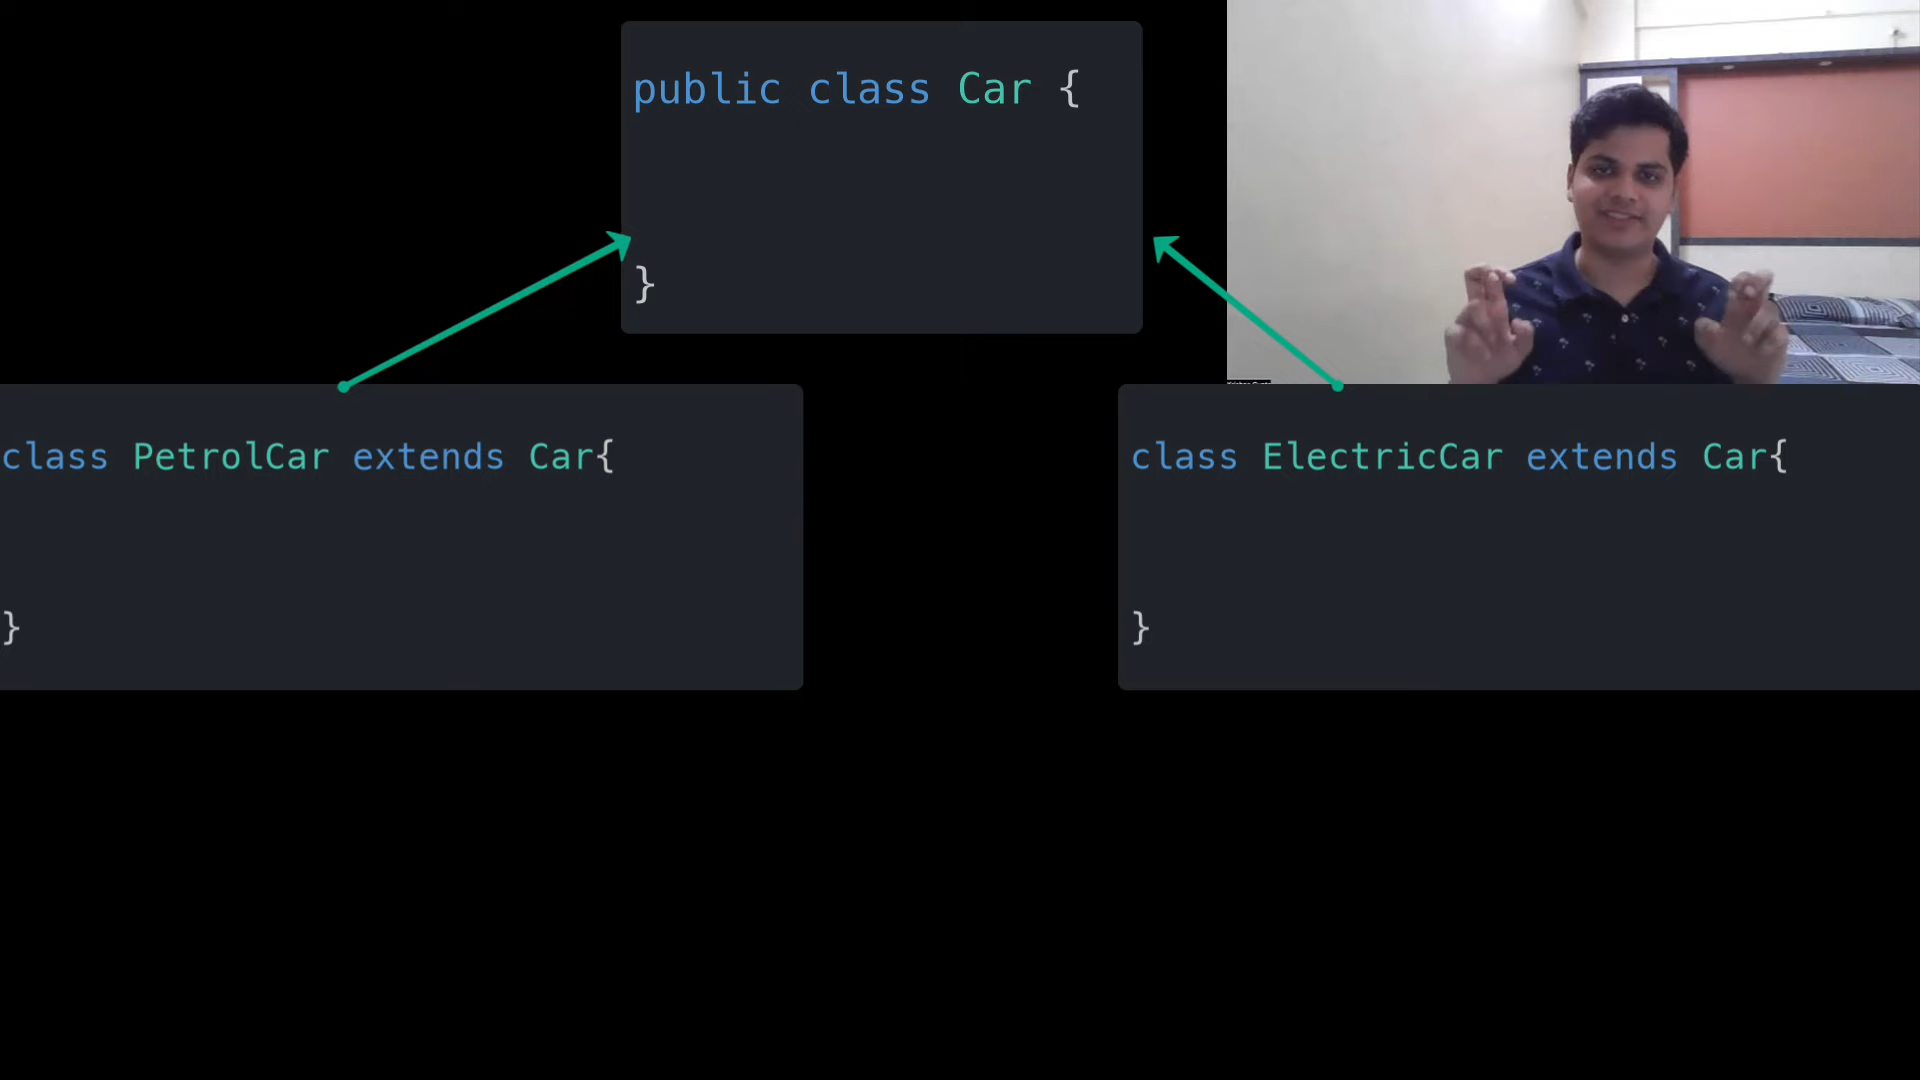 public class Car {
}
class PetrolCar extends Car{
}
class ElectricCar extends Car{
}